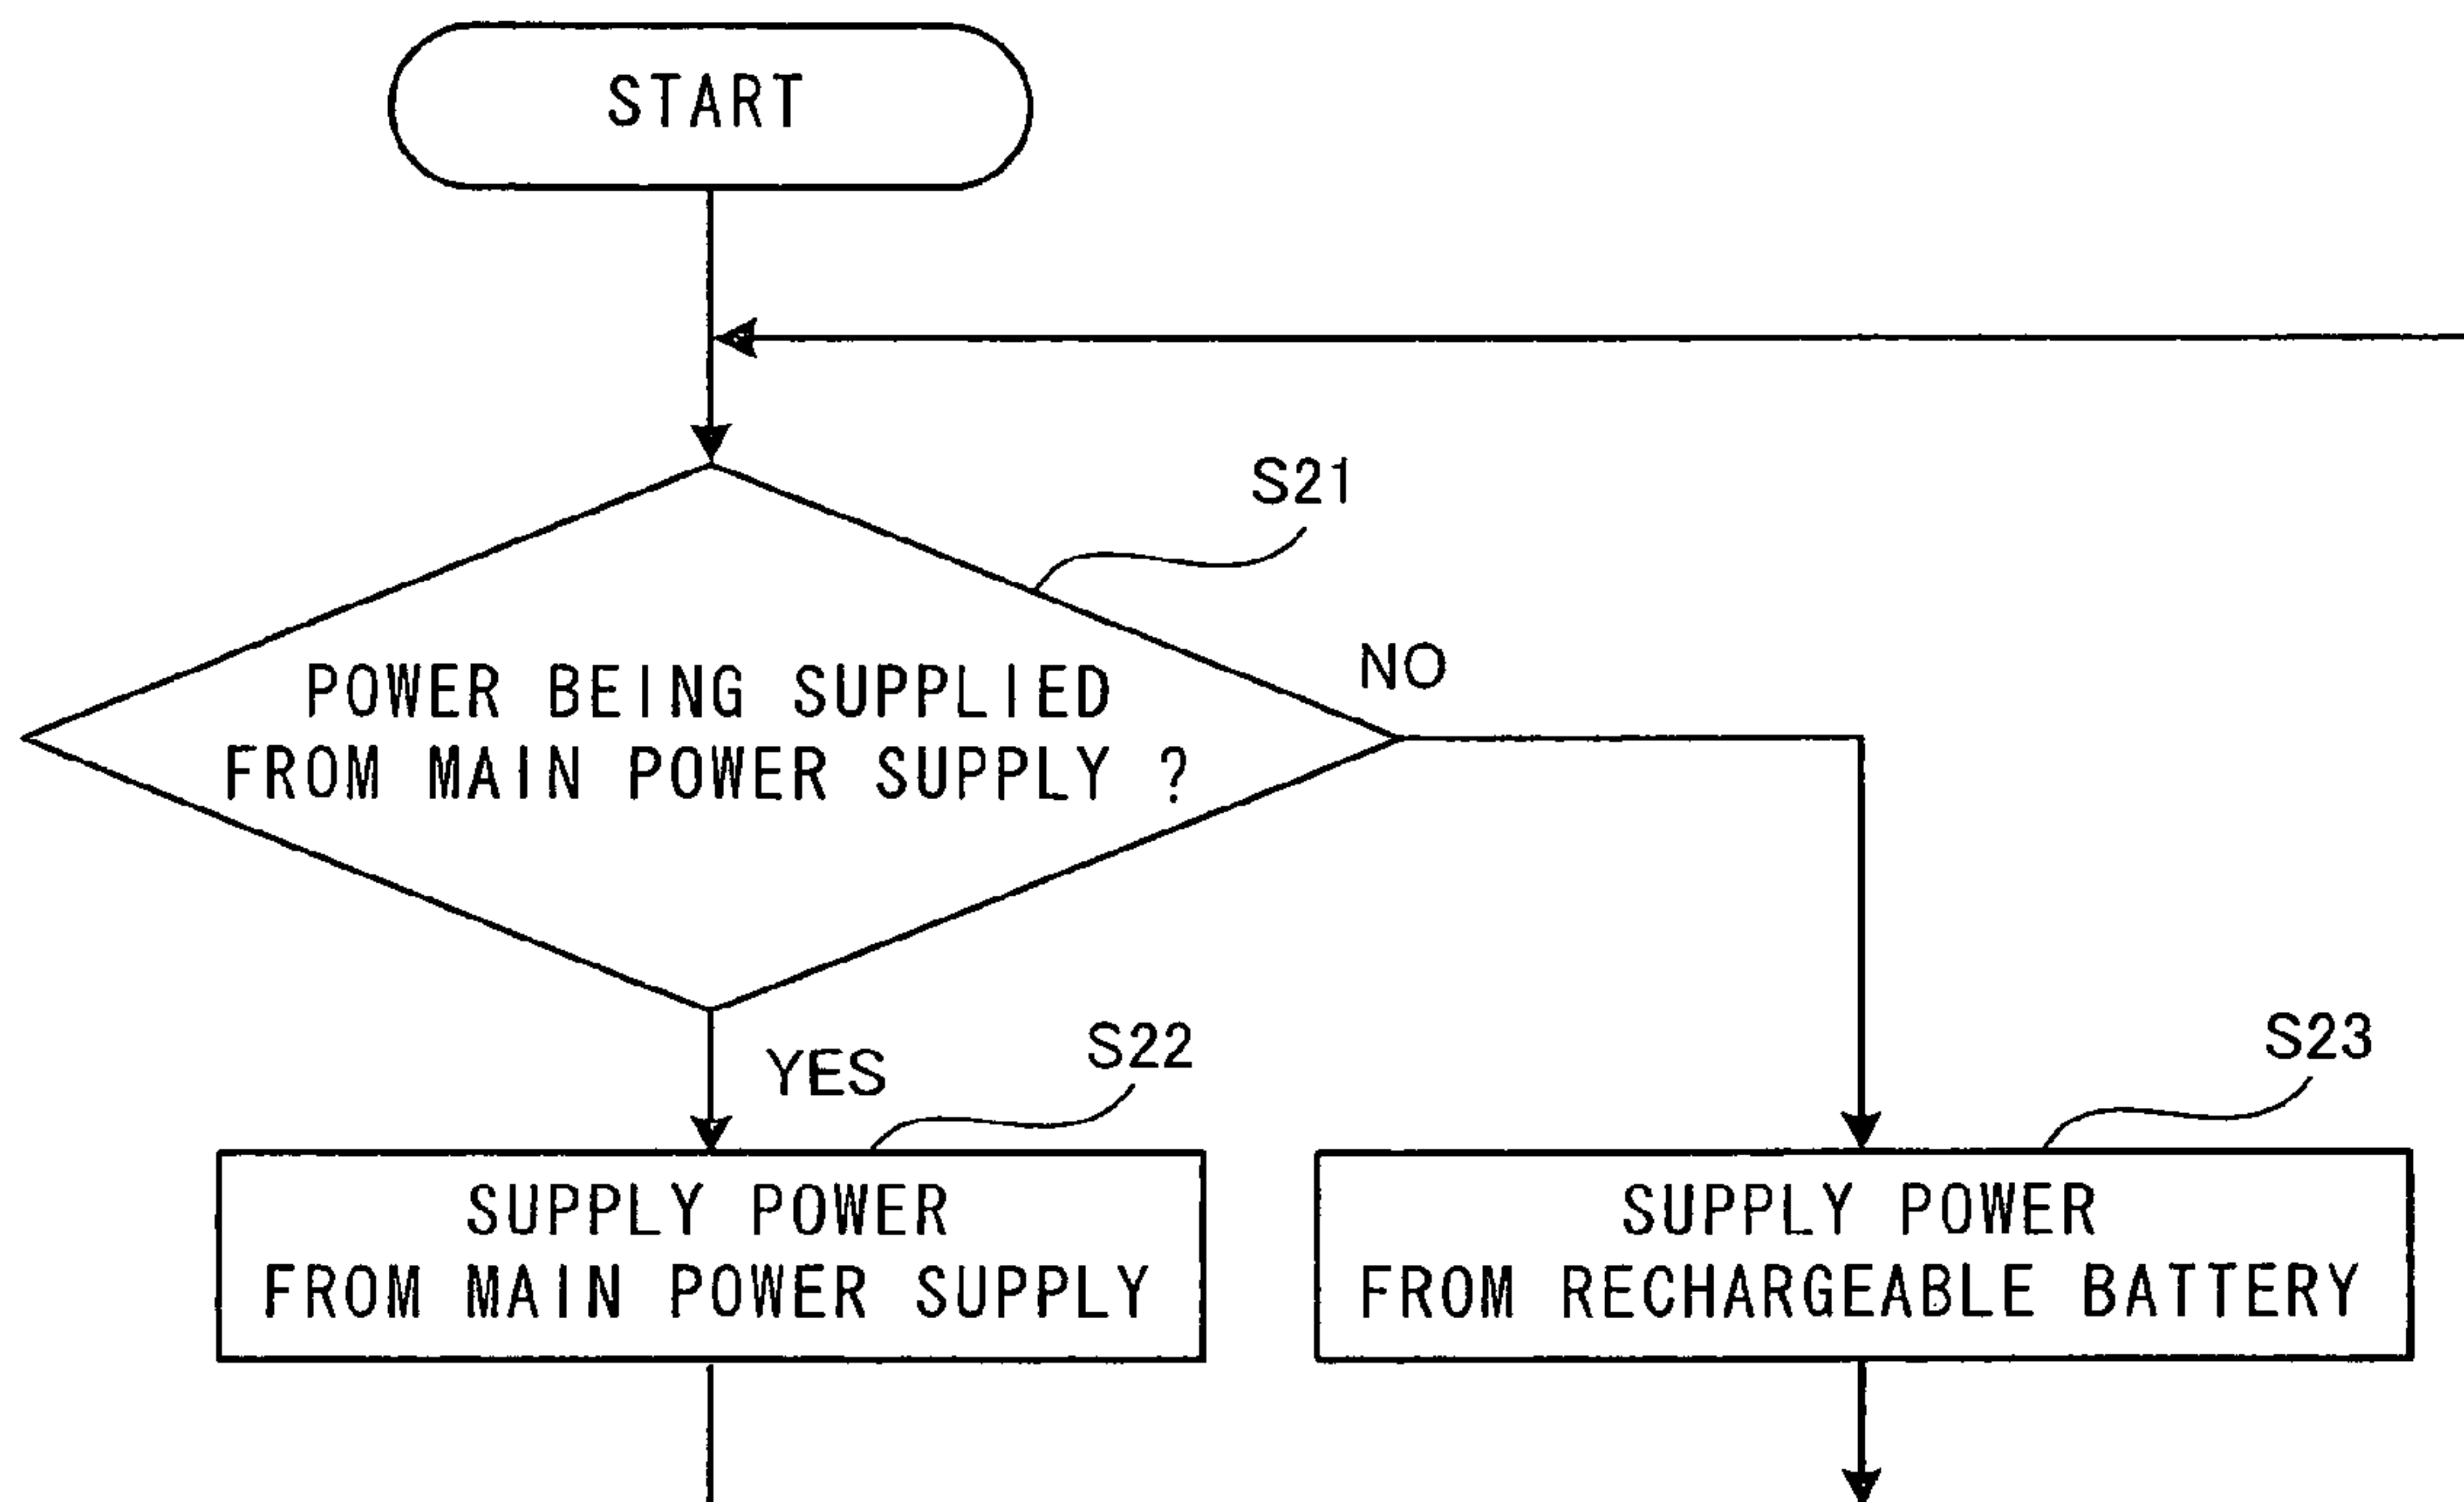 START
S21
NO
POWER BEING SUPPLIED
FROM MAIN POWER SUPPLY ?
YES
S22
S23
SUPPLY POWER
FROM MAIN POWER SUPPLY
SUPPLY POWER
FROM RECHARGEABLE BATTERY